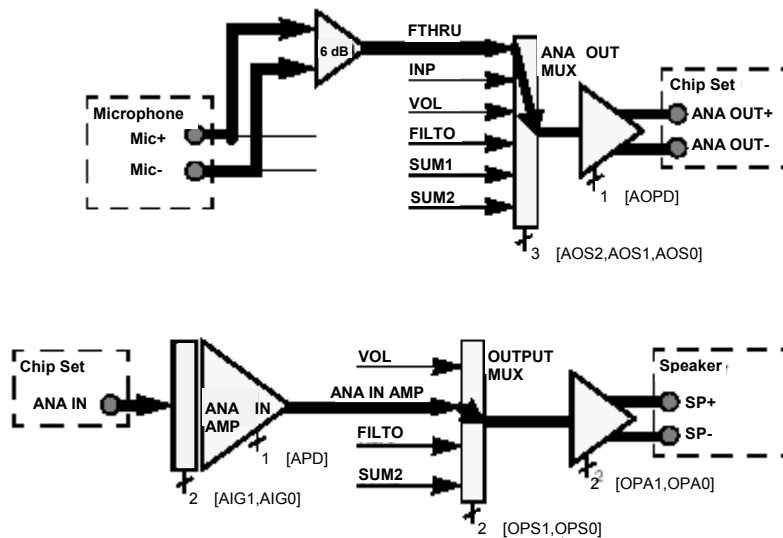 6 dB
FTHRU
INP
VOL
FILTO
SUM1
SUM2
ANA OUT
MUX
Chip Set
ANA OUT+
ANA OUT-
Microphone
Mic+
Mic-
1 [AOPD]
3 [AOS2,AOS1,AOS0]
Chip Set
ANA IN
ANA IN
AMP
1 [APD]
2 [AIG1,AIG0]
VOL
ANA IN AMP
FILTO
SUM2
OUTPUT
MUX
Speaker
SP+
SP-
2 [OPA1,OPA0]
2
2 [OPS1,OPS0]